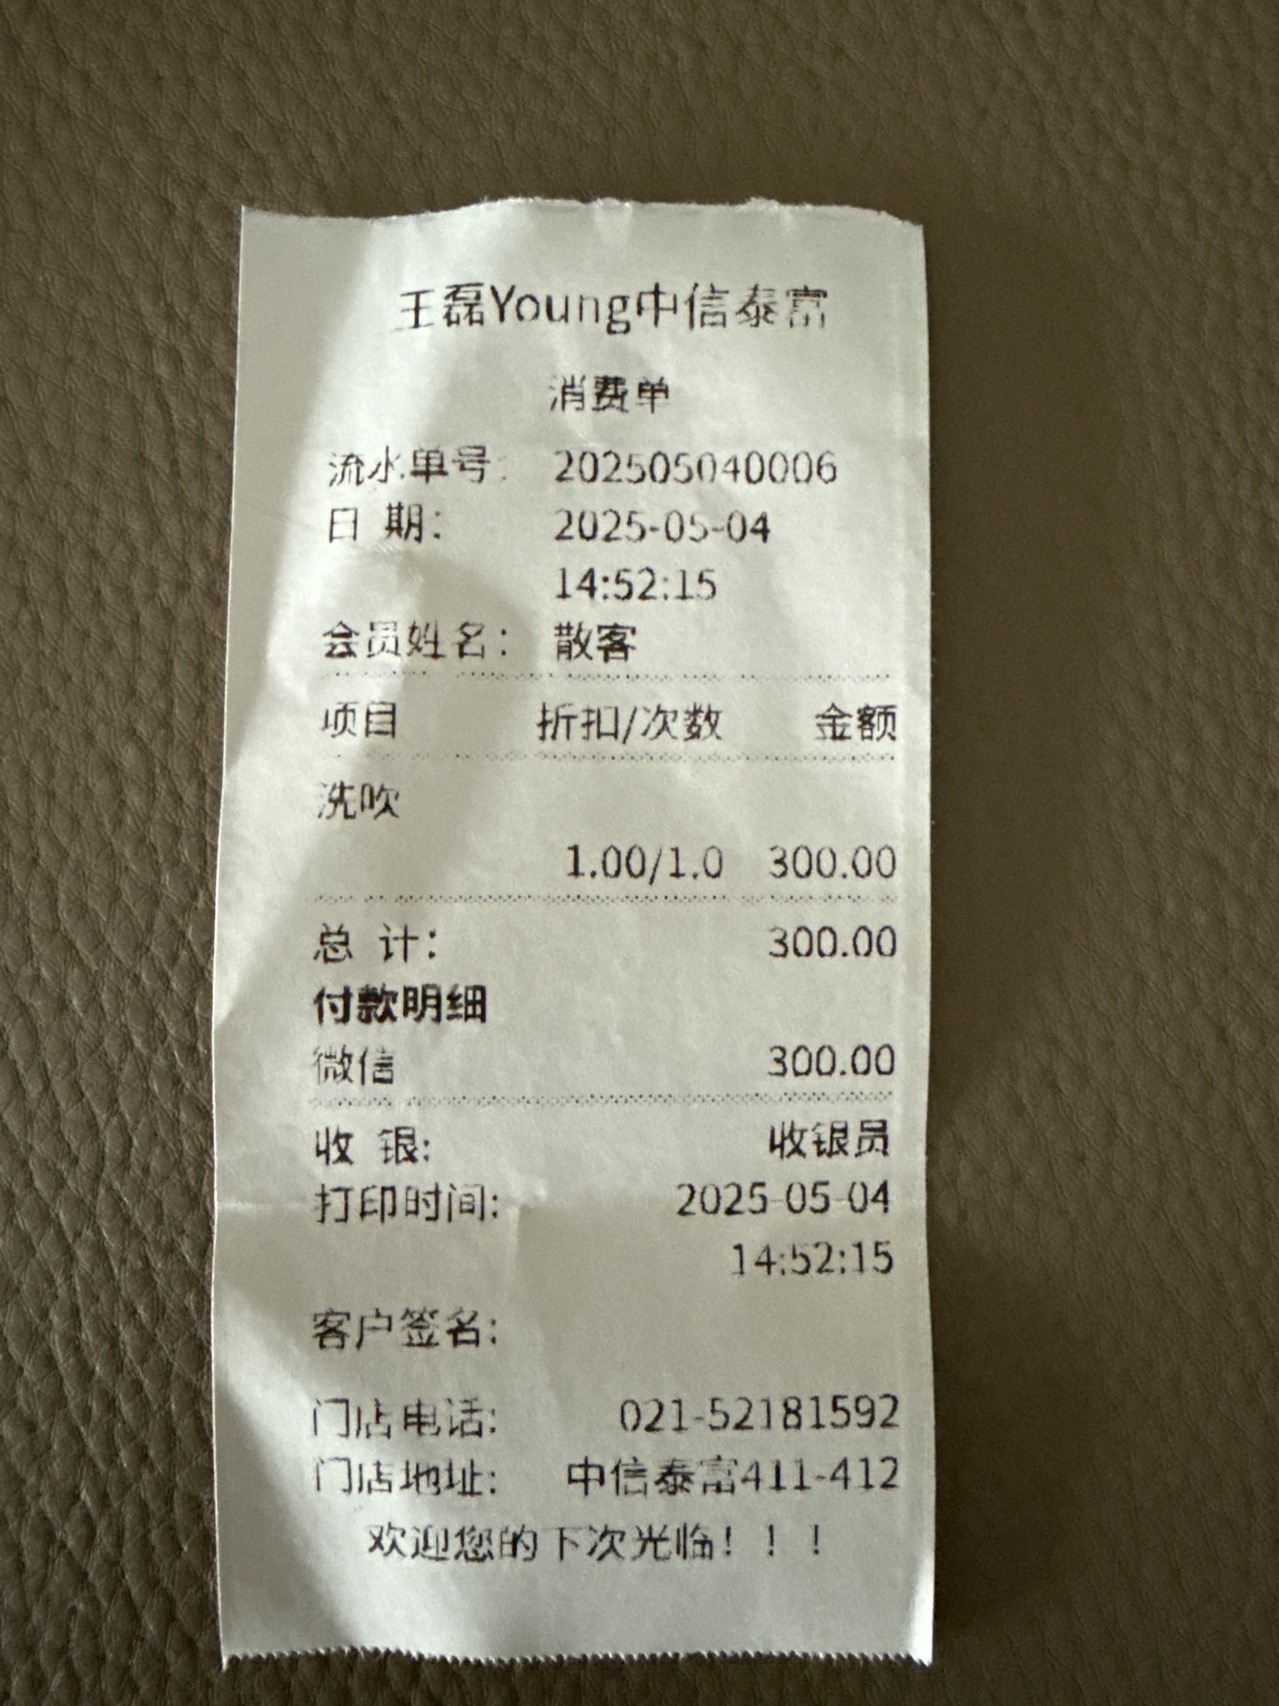 王磊Young中信泰富
消费单
流水单号: 202505040006
日 期: 2025-05-04
14:52:15
会员姓名: 散客
项目 折扣/次数 金额
洗吹
1.00/1.0 300.00
总 计: 300.00
付款明细
微信 300.00
收 银: 收银员
打印时间: 2025-05-04
14:52:15
客户签名:
门店电话: 021-52181592
门店地址: 中信泰富411-412
欢迎您的下次光临！！！